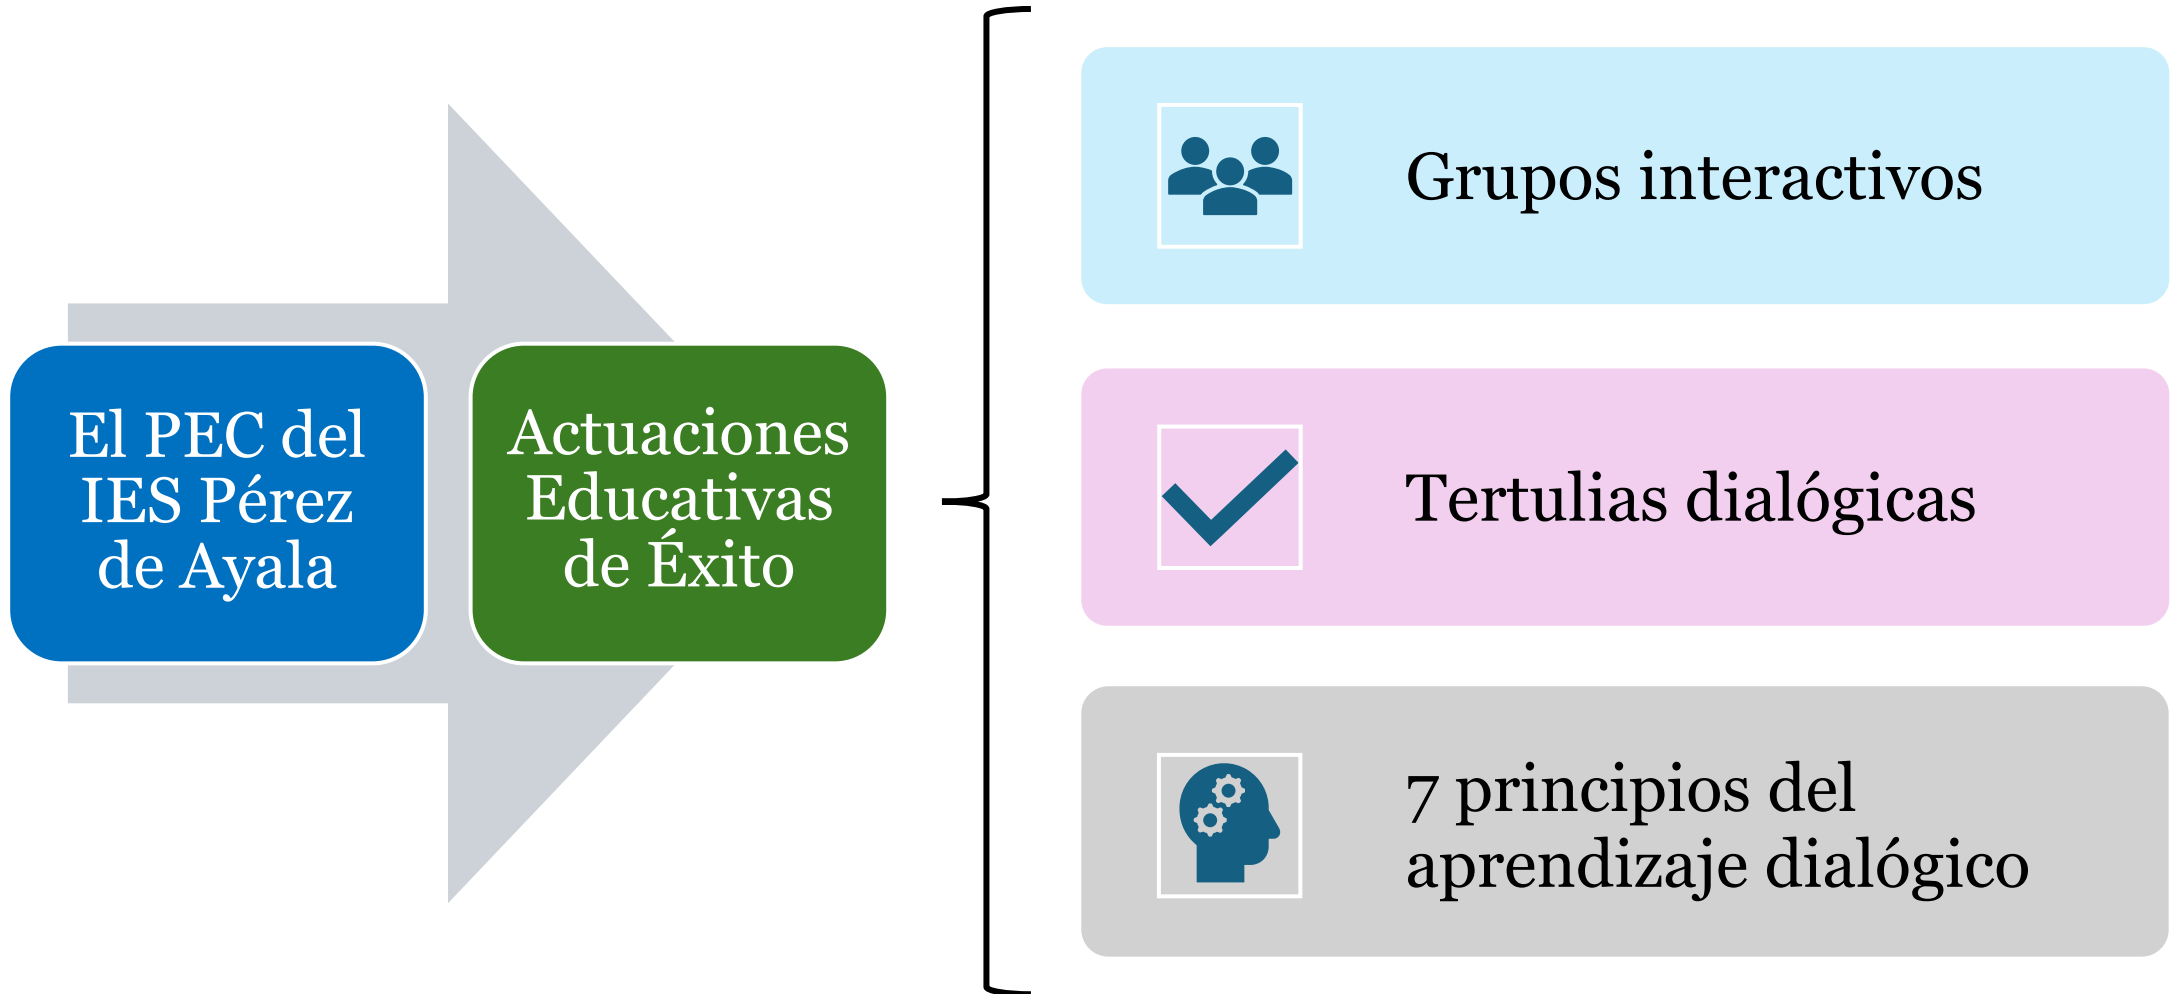 El PEC del
IES Pérez
de Ayala
Actuaciones
Educativas
de Éxito
Grupos interactivos
Tertulias dialógicas
7 principios del
aprendizaje dialógico